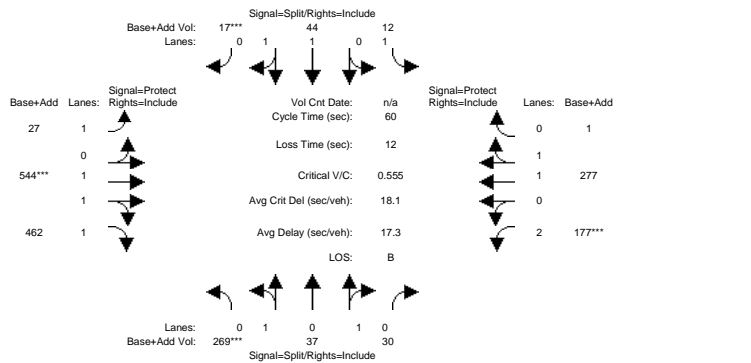 Signal=Split/Rights=Include
Base+Add Vol: 17*** 44 12
Lanes: 0 1 1 0 1
Signal=Protect Signal=Protect
Base+Add Lanes: Rights=Include Vol Cnt Date: n/a Rights=Include Lanes: Base+Add
Cycle Time (sec): 60
27 1 0 1
Loss Time (sec): 12
0 1
544*** 1 Critical V/C: 0.555 1 277
1 Avg Crit Del (sec/veh): 18.1 0
462 1 Avg Delay (sec/veh): 17.3 2 177***
LOS: B
Lanes: 0 1 0 1 0
Base+Add Vol: 269*** 37 30
Signal=Split/Rights=Include